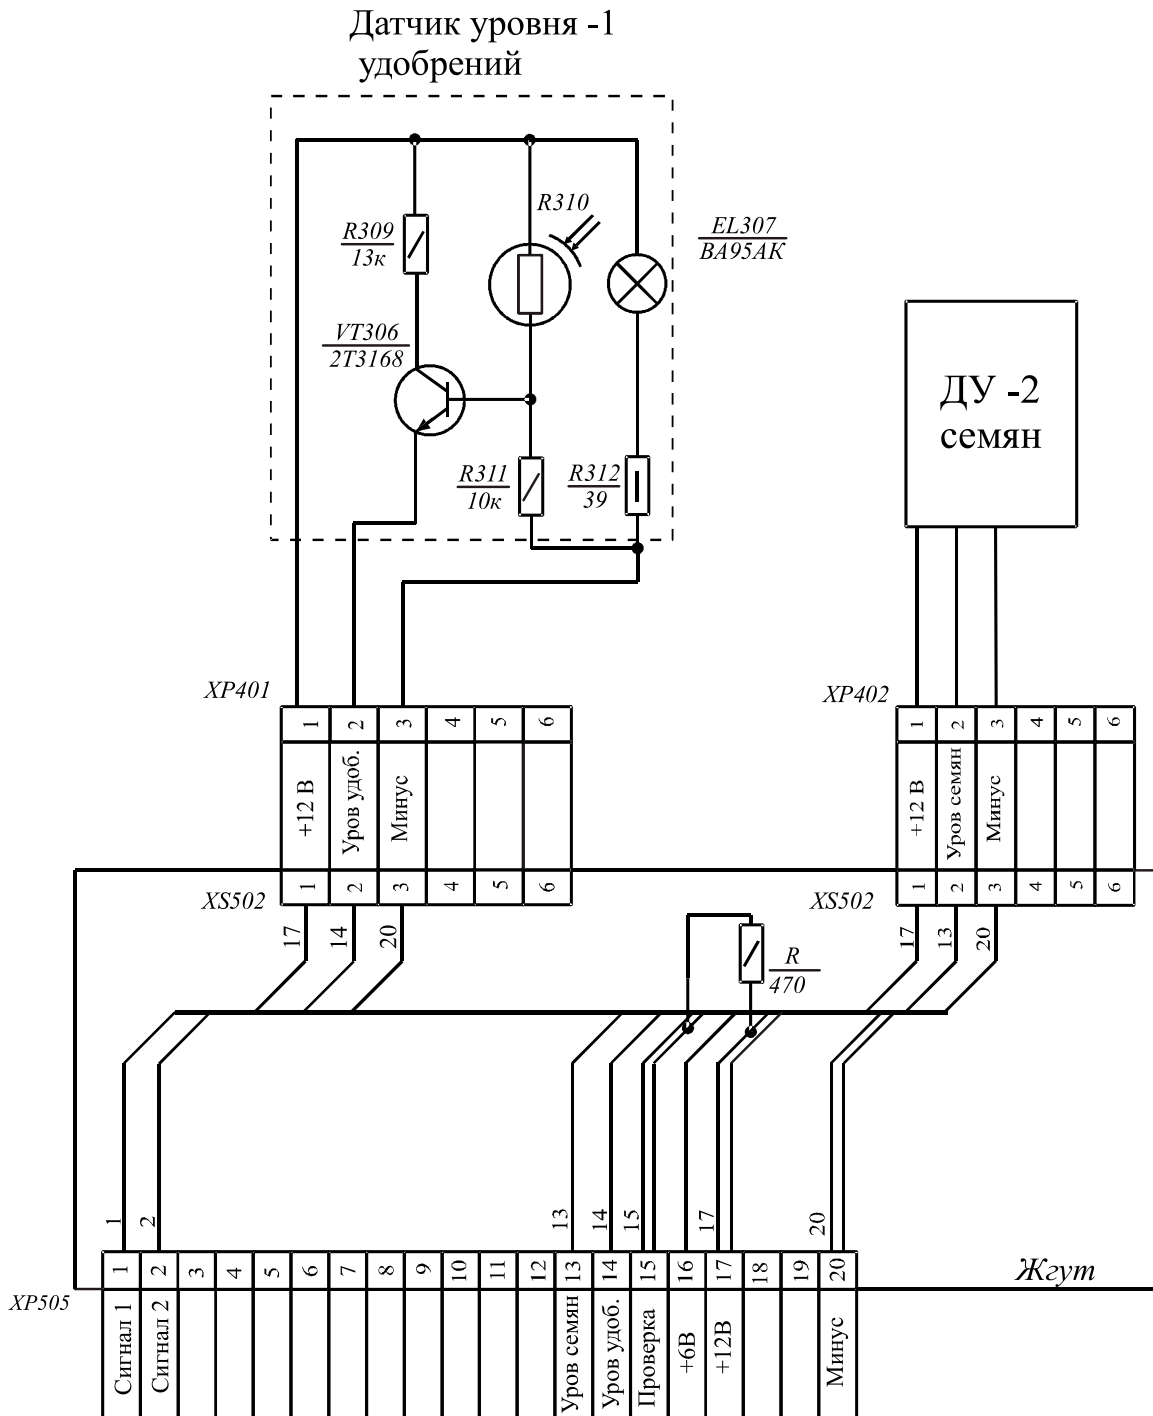 Датчик уровня -1
удобрений
R310
R309
13к
EL307
BA95AK
VT306
2T3168
ДУ -2
семян
R311
10к
R312
39
XP401
1 2 3 4 5 6
+12 В
Уров удоб.
Минус
XS502
1 2 3 4 5 6
17 14 20
XP402
1 2 3 4 5 6
+12 В
Уров семян
Минус
XS502
1 2 3 4 5 6
17 13 20
R
470
1 2 13 14 15 17 20
1 2 3 4 5 6 7 8 9 10 11 12 13 14 15 16 17 18 19 20
Жгут
XP505
Сигнал 1
Сигнал 2
Уров семян
Уров удоб.
Проверка
+6В
+12В
Минус